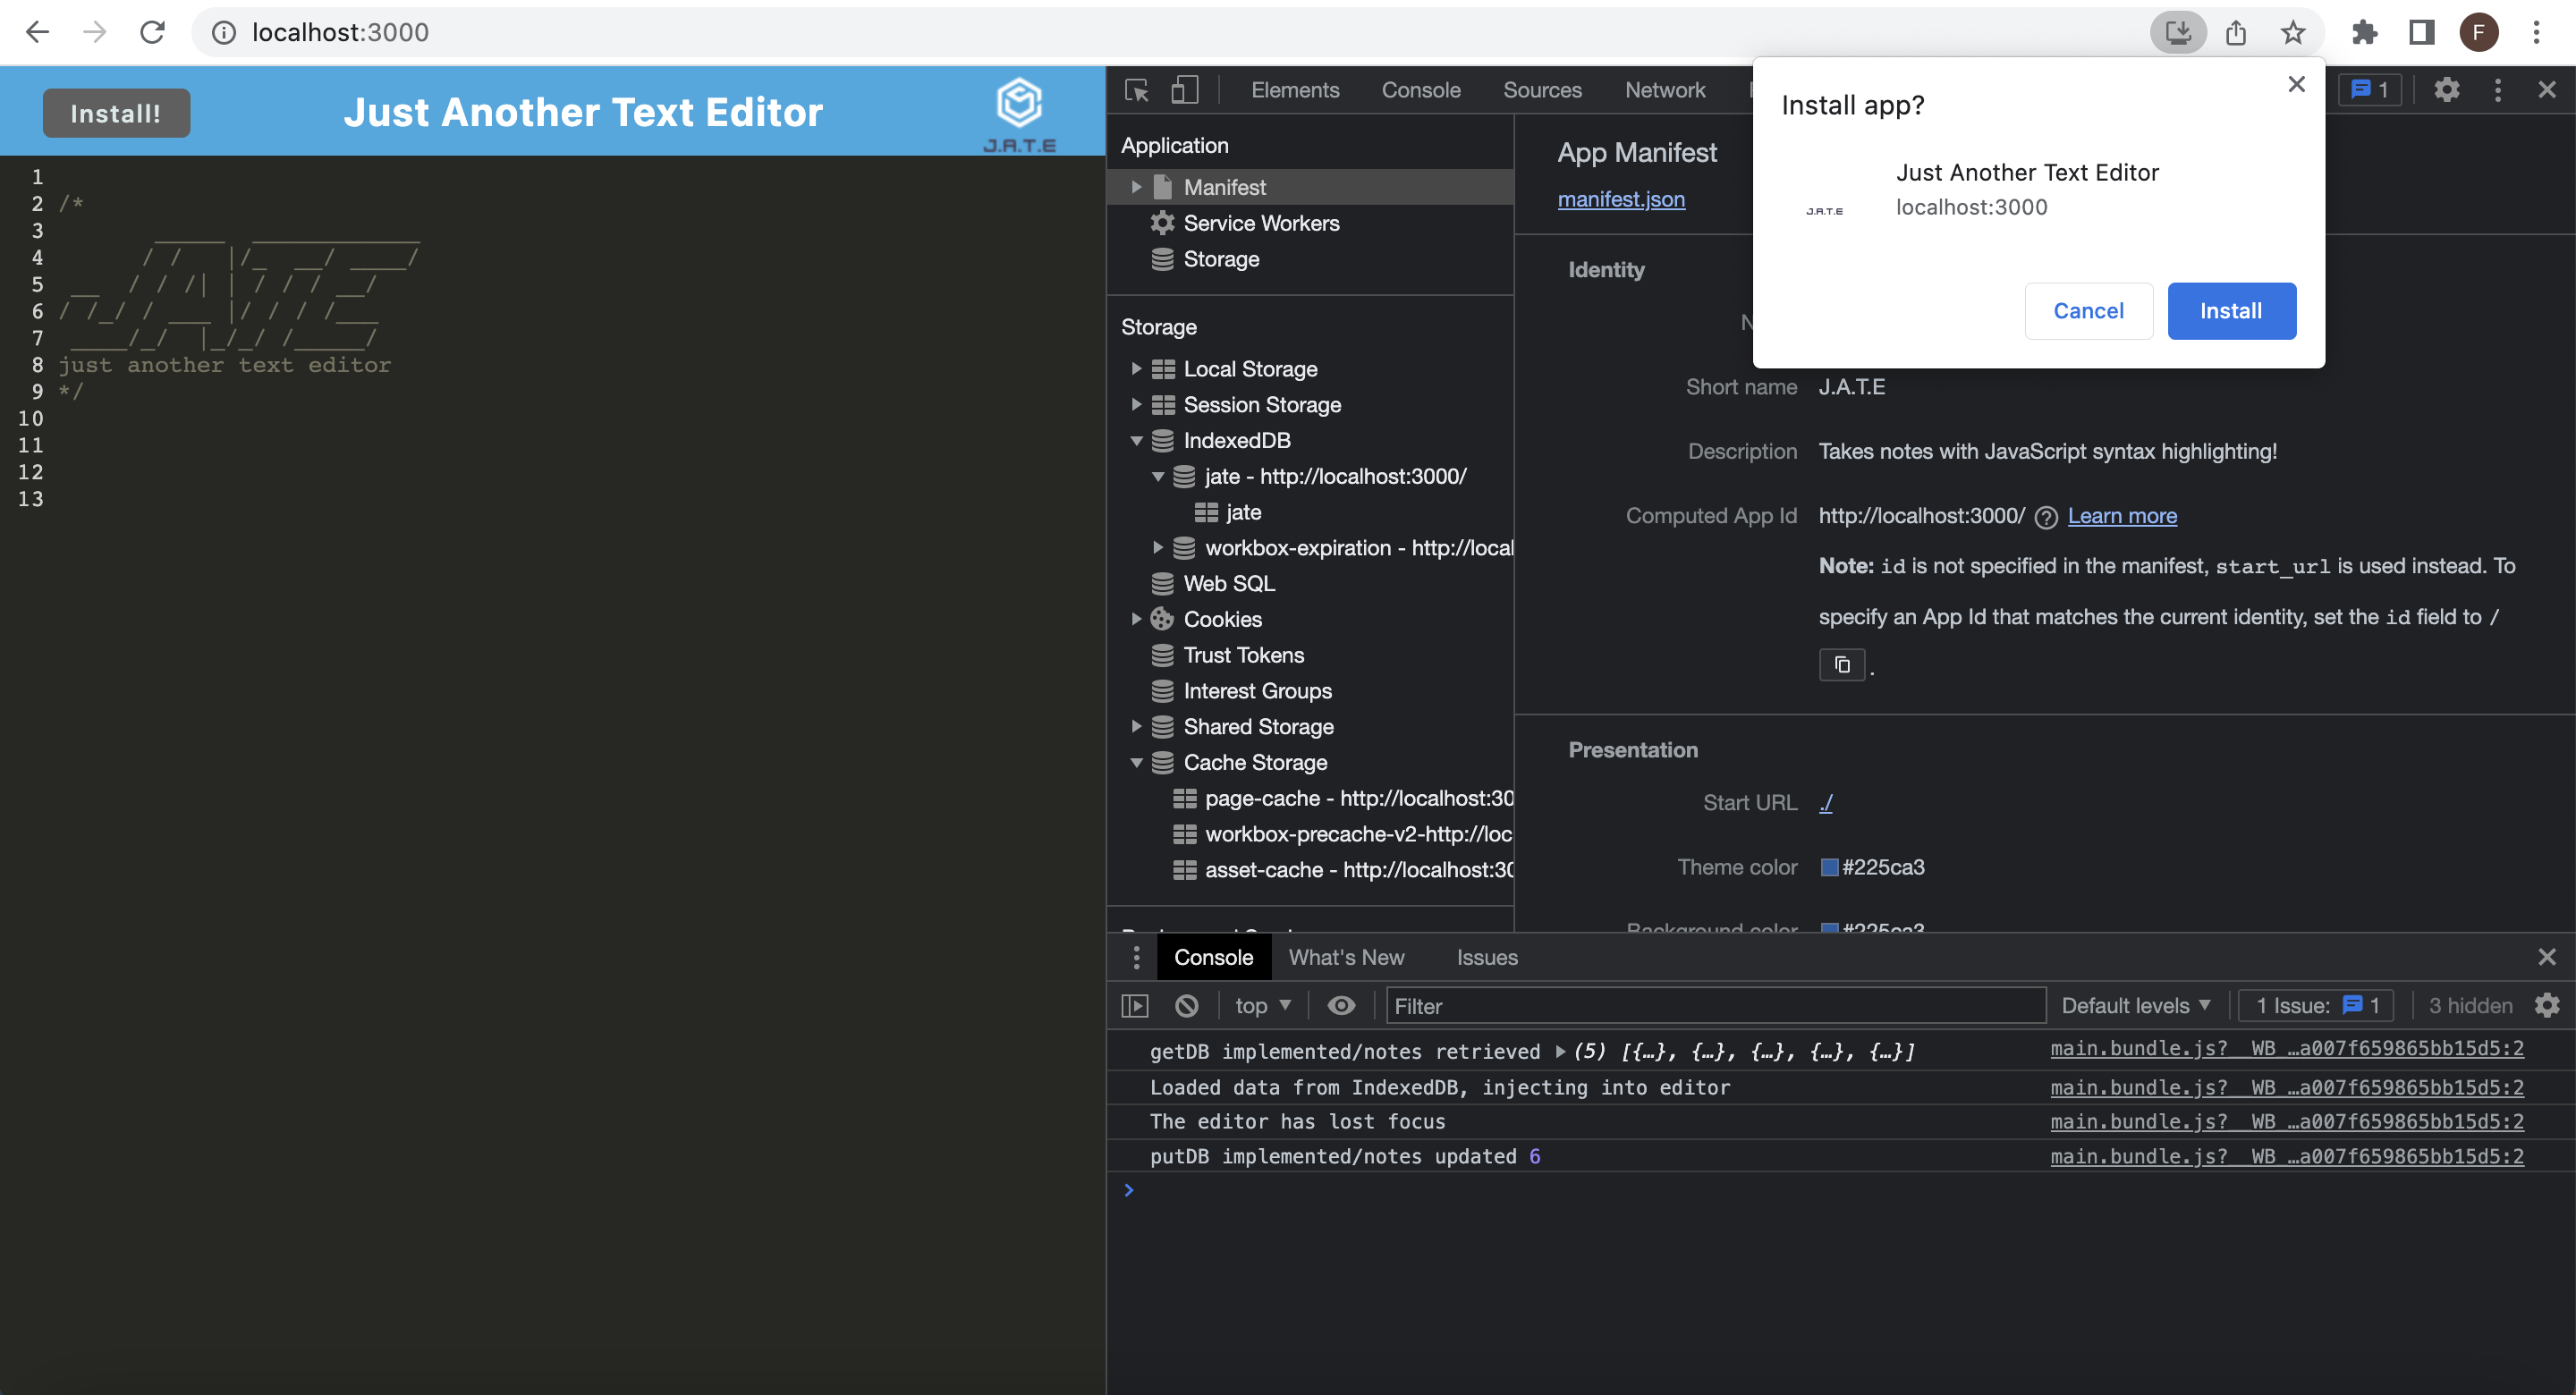 localhost:3000
F
Install!
Just Another Text Editor
J.A.T.E
1
2 /*
3
4
5
6
7
8 just another text editor
9 */
10
11
12
13
Elements
Console
Sources
Network
1
Application
Manifest
Service Workers
Storage
Storage
Local Storage
Session Storage
IndexedDB
jate - http://localhost:3000/
jate
workbox-expiration - http://local
Web SQL
Cookies
Trust Tokens
Interest Groups
Shared Storage
Cache Storage
page-cache - http://localhost:30
workbox-precache-v2-http://loc
asset-cache - http://localhost:30
App Manifest
manifest.json
Identity
Short name J.A.T.E
Description Takes notes with JavaScript syntax highlighting!
Computed App Id http://localhost:3000/ Learn more
Note: id is not specified in the manifest, start_url is used instead. To
specify an App Id that matches the current identity, set the id field to /
.
Presentation
Start URL ./
Theme color #225ca3
Background color #225ca3
Install app?
Just Another Text Editor
J.A.T.E
localhost:3000
Cancel
Install
Console
What's New
Issues
top
Filter
Default levels
1 Issue: 1
3 hidden
getDB implemented/notes retrieved (5) [{…}, {…}, {…}, {…}, {…}] main.bundle.js?__WB_…a007f659865bb15d5:2
Loaded data from IndexedDB, injecting into editor main.bundle.js?__WB_…a007f659865bb15d5:2
The editor has lost focus main.bundle.js?__WB_…a007f659865bb15d5:2
putDB implemented/notes updated 6 main.bundle.js?__WB_…a007f659865bb15d5:2
>